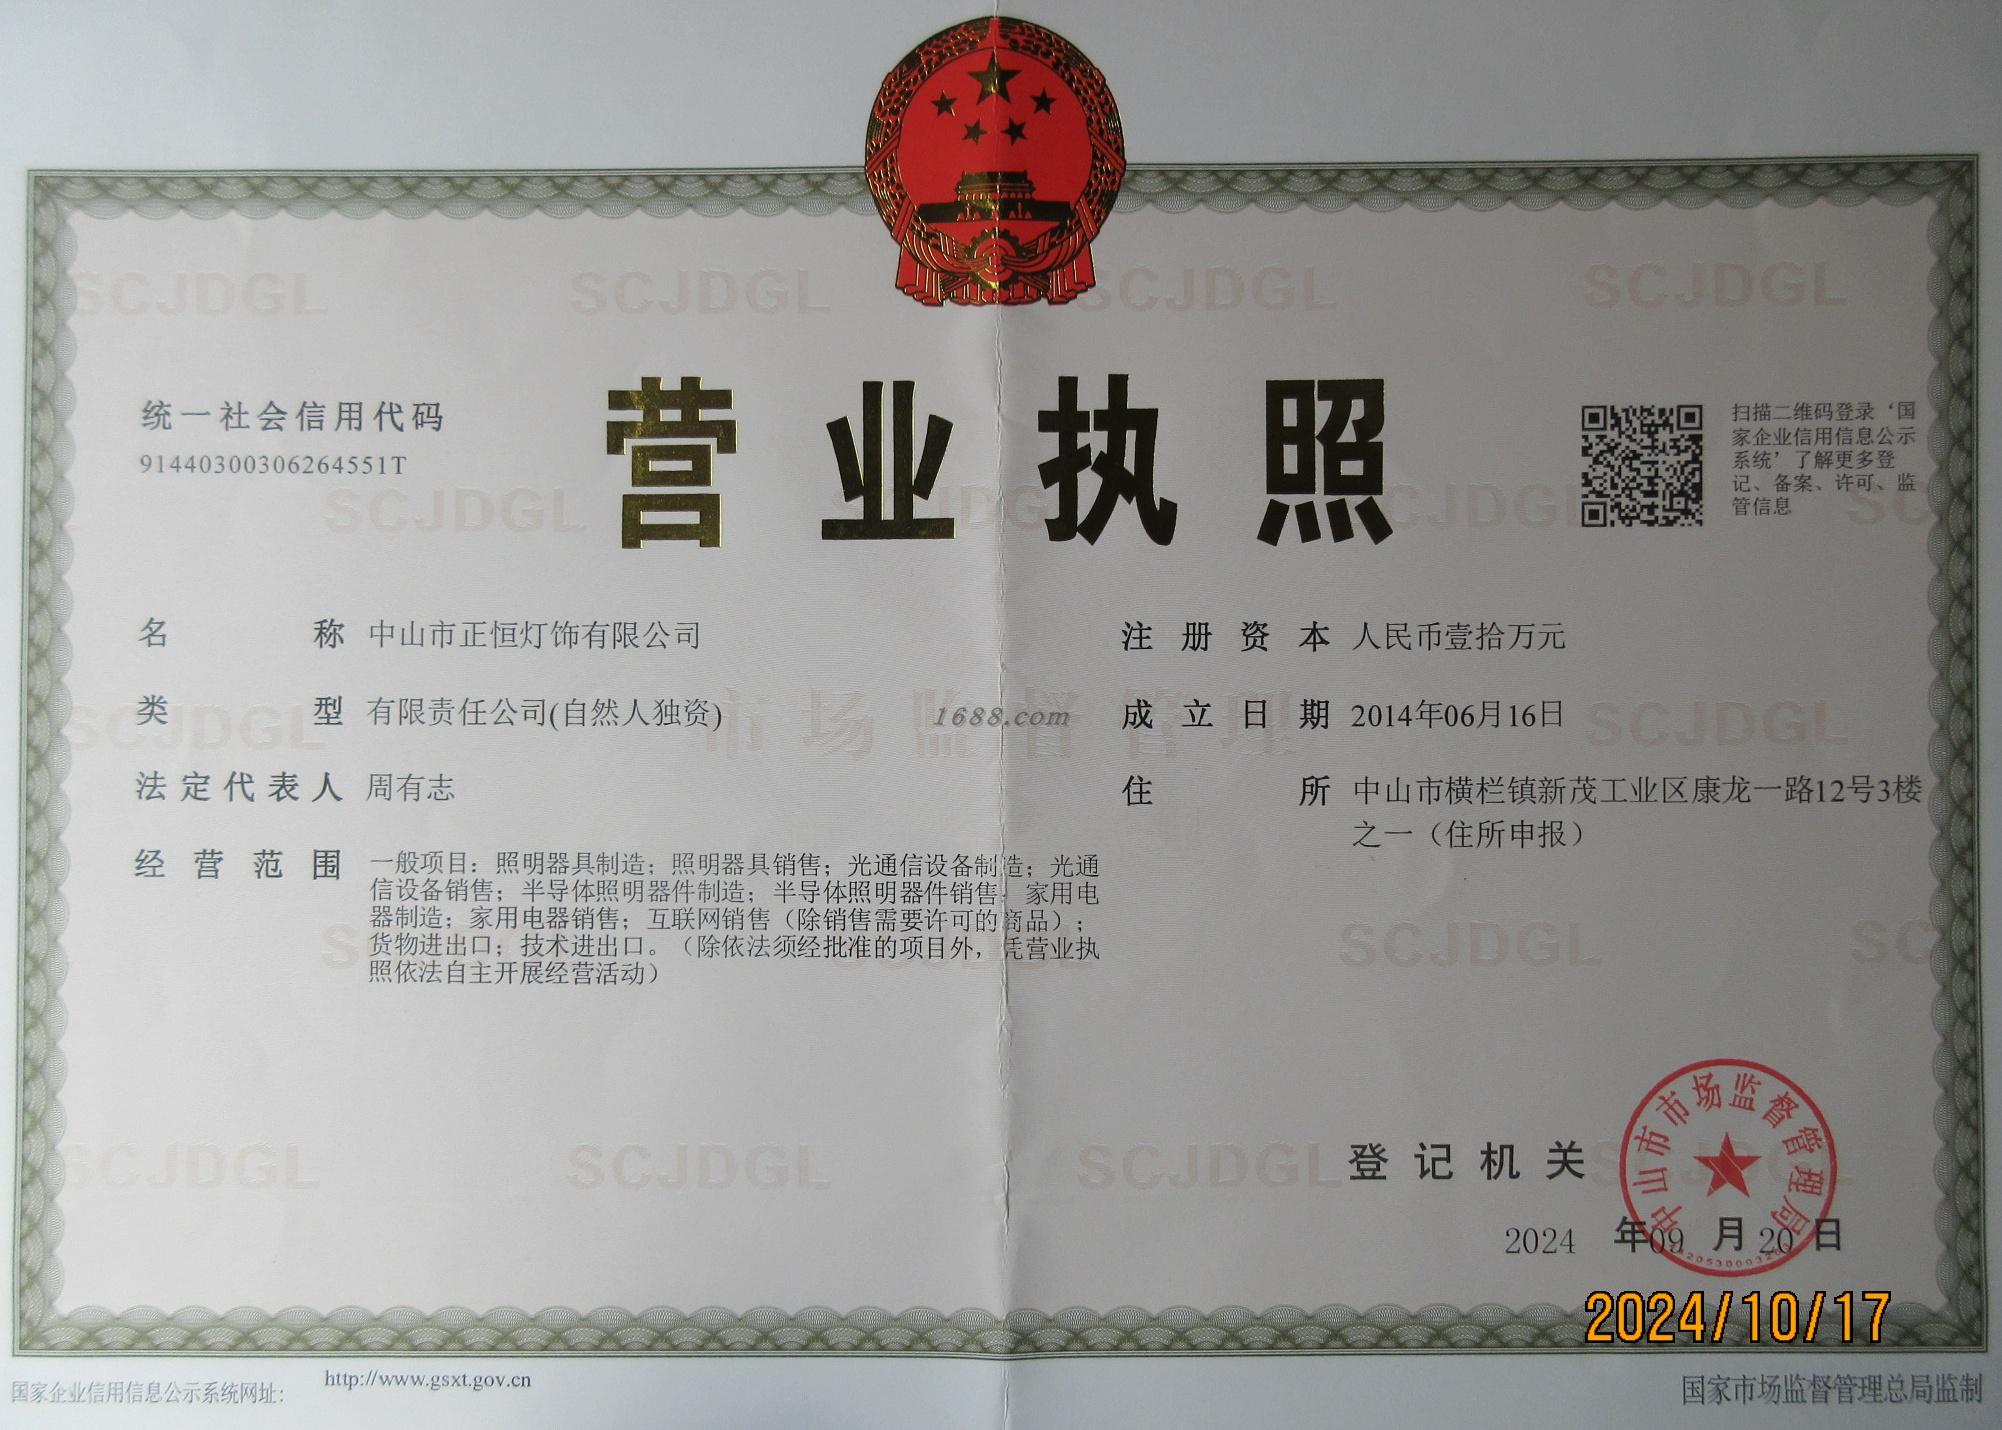 SCJDGL SCJDGL SCJDGL SCJDGL
营业执照
统一社会信用代码
91440300306264551T
扫描二维码登录‘国
家企业信用信息公示
系统’了解更多登
记、备案、许可、监
管信息
名称 中山市正恒灯饰有限公司
类型 有限责任公司(自然人独资)
法定代表人 周有志
经营范围 一般项目：照明器具制造；照明器具销售；光通信设备制造；光通
信设备销售；半导体照明器件制造；半导体照明器件销售；家用电
器制造；家用电器销售；互联网销售（除销售需要许可的商品）；
货物进出口；技术进出口。（除依法须经批准的项目外，凭营业执
照依法自主开展经营活动）
注册资本 人民币壹拾万元
成立日期 2014年06月16日
住所 中山市横栏镇新茂工业区康龙一路12号3楼
之一（住所申报）
市场监督管理
1688.com
登记机关
中山市市场监督管理局
2024 年09 月20 日
2024/10/17
国家企业信用信息公示系统网址：
http://www.gsxt.gov.cn
国家市场监督管理总局监制